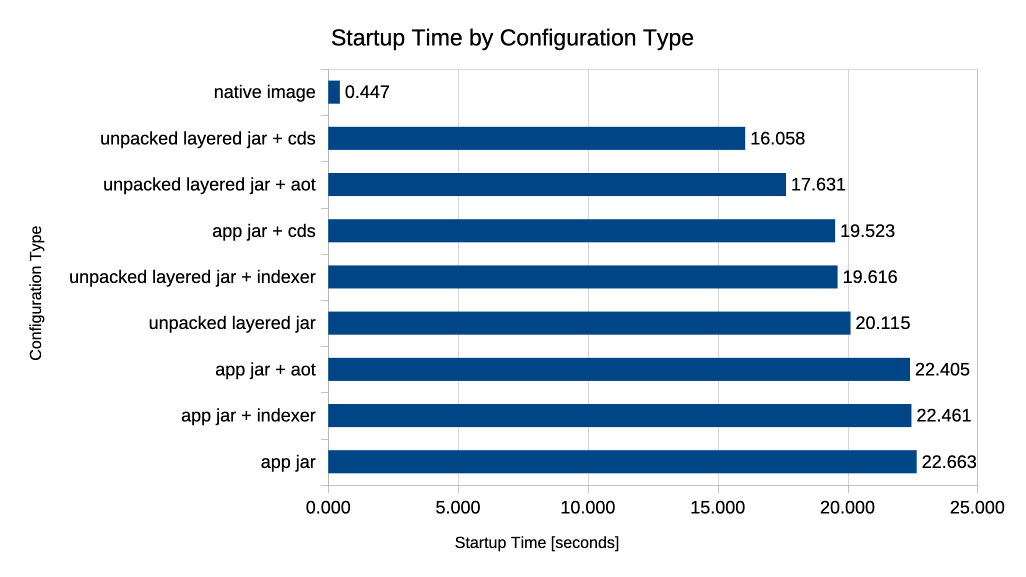 Startup Time by Configuration Type
native image 0.447
unpacked layered jar + cds 16.058
unpacked layered jar + aot 17.631
app jar + cds 19.523
unpacked layered jar + indexer 19.616
unpacked layered jar 20.115
app jar + aot 22.405
app jar + indexer 22.461
app jar 22.663
Configuration Type
0.000 5.000 10.000 15.000 20.000 25.000
Startup Time [seconds]